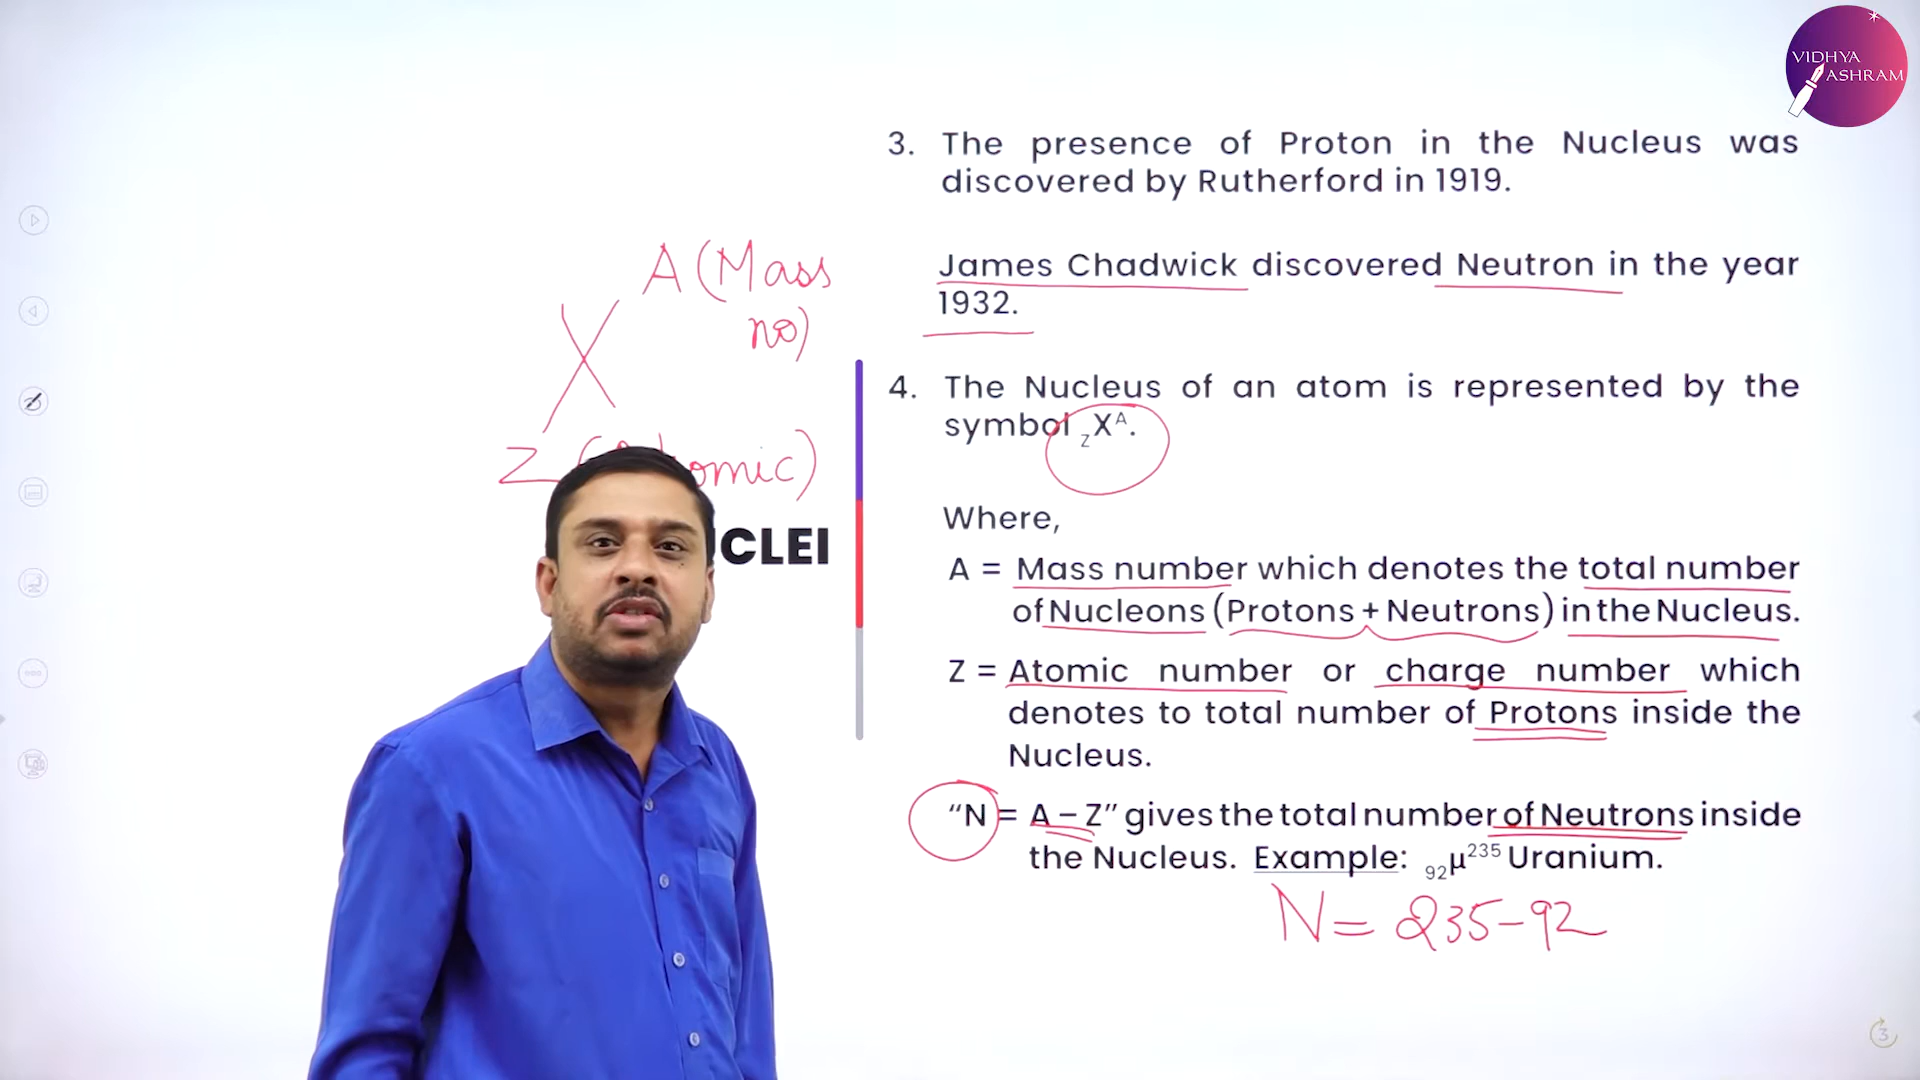 VIDHYA
ASHRAM
3. The presence of Proton in the Nucleus was
discovered by Rutherford in 1919.
James Chadwick discovered Neutron in the year
1932.
A (Mass
no)
X
Z
4. The Nucleus of an atom is represented by the
symbol zXᴬ.
CLEI
Where,
A = Mass number which denotes the total number
of Nucleons (Protons + Neutrons) in the Nucleus.
Z = Atomic number or charge number which
denotes to total number of Protons inside the
Nucleus.
“N = A – Z” gives the total number of Neutrons inside
the Nucleus. Example: ₉₂μ²³⁵ Uranium.
N = 235-92
3